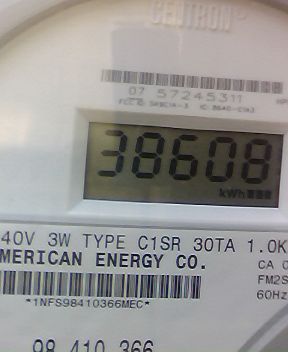 CENTRON
07 57245311
38608
kWh
40V 3W TYPE C1SR 30TA 1.0K
MERICAN ENERGY CO.
CA 0
FM2S
*1NFS98410366MEC*
60Hz
98 410 366